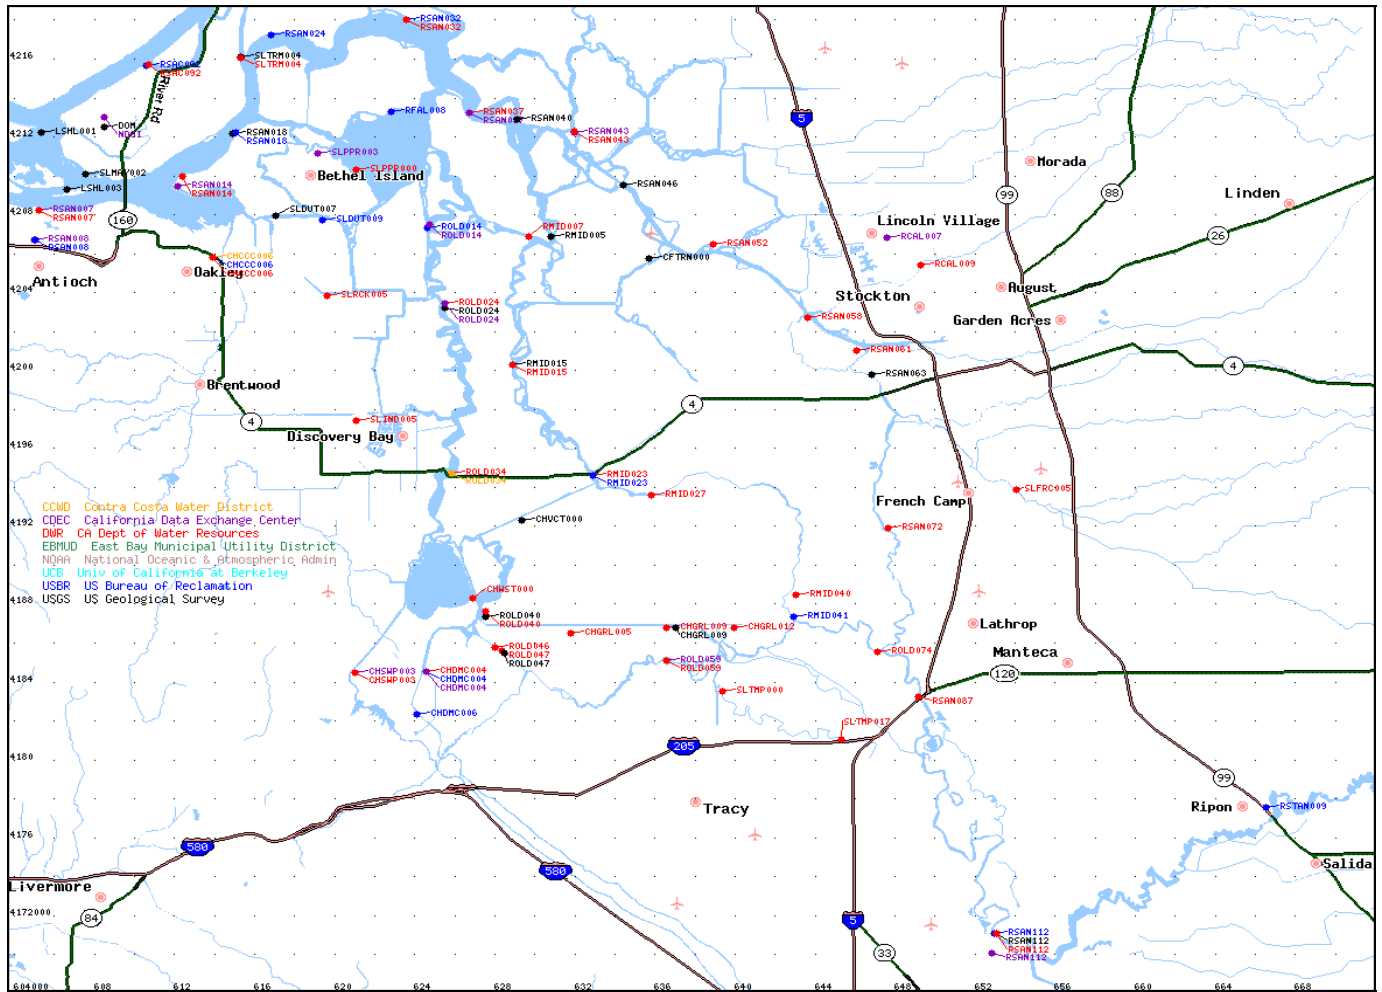 RSAN032
RSAN032
RSAN024
4216
SLTRM004
SLTRM004
RSAC092
RSAC092
River Rd
5
RFAL008
RSAN037
RSAN040
DOM
NDOI
4212
LSHL001
RSAN018
RSAN018
RSAN043
RSAN043
SLPPR003
Morada
SLPPR000
SLMAY002
Bethel Island
RSAN014
RSAN014
RSAN046
LSHL003
99
88
Linden
4208
RSAN007
RSAN007
SLDUT007
SLDUT009
160
Lincoln Village
ROLD014
ROLD014
RMID007
RMID005
RCAL007
26
RSAN008
RSAN008
RSAN052
CHCCC006
CHCCC006
CHCCC006
CFTRN000
RCAL009
Oakley
Antioch
4204
SLRCK005
Stockton
August
ROLD024
ROLD024
ROLD024
RSAN058
Garden Acres
RSAN061
4200
RMID015
RMID015
RSAN063
4
Brentwood
4
4
SLIND005
Discovery Bay
4196
ROLD034
ROLD034
RMID023
RMID023
RMID027
SLFRC005
French Camp
CCWD Contra Costa Water District
CDEC California Data Exchange Center
DWR CA Dept of Water Resources
EBMUD East Bay Municipal Utility District
NOAA National Oceanic & Atmospheric Admin
UCB Univ of California at Berkeley
USBR US Bureau of Reclamation
USGS US Geological Survey
4192
CHVCT000
RSAN072
4188
CHWST000
RMID040
ROLD040
ROLD040
RMID041
CHGRL005
CHGRL009
CHGRL009
CHGRL012
Lathrop
ROLD046
ROLD047
ROLD047
ROLD059
ROLD059
ROLD074
Manteca
4184
CHSWP003
CHSWP003
CHDMC004
CHDMC004
CHDMC004
120
SLTMP000
RSAN087
CHDMC006
SLTMP017
205
4180
99
Tracy
Ripon
RSTAN009
4176
580
580
Salida
Livermore
4172000
84
5
33
RSAN112
RSAN112
RSAN112
RSAN112
604000 608 612 616 620 624 628 632 636 640 644 648 652 656 660 664 668